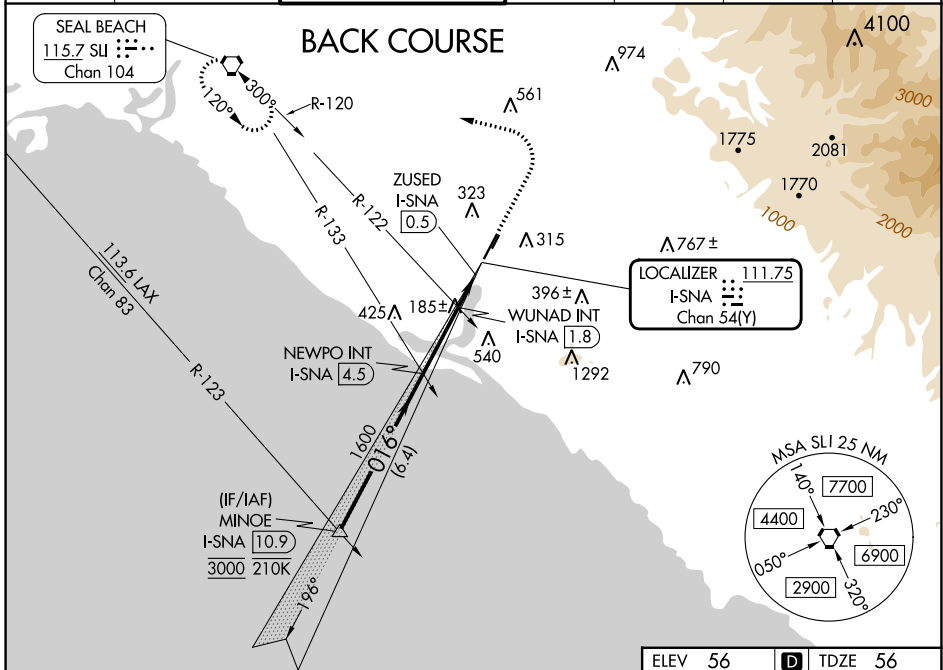 SEAL BEACH
115.7 SLI
Chan 104
BACK COURSE
4100
974
3000
561
300°
120°
R-120
1775
2081
1770
1000
2000
ZUSED
I-SNA
0.5
323
R-122
R-133
315
767±
113.6 LAX
Chan 83
LOCALIZER 111.75
I-SNA
Chan 54(Y)
425
185±
396±
WUNAD INT
I-SNA 1.8
540
1292
790
NEWPO INT
I-SNA 4.5
R-123
1600
016°
(6.4)
(IF/IAF)
MINOE
I-SNA 10.9
3000 210K
196°
MSA SLI 25 NM
140°
7700
230°
4400
050°
6900
2900
320°
ELEV 56 D TDZE 56